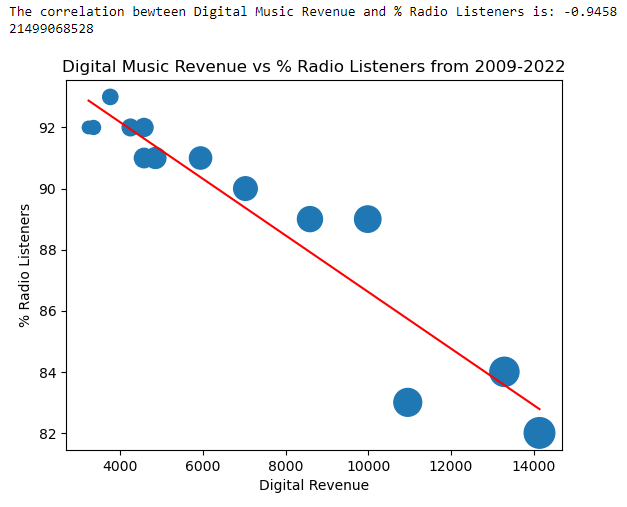 The correlation bewteen Digital Music Revenue and % Radio Listeners is: -0.9458
21499068528
Digital Music Revenue vs % Radio Listeners from 2009-2022
92
90
88
86
84
82
% Radio Listeners
4000 6000 8000 10000 12000 14000
Digital Revenue